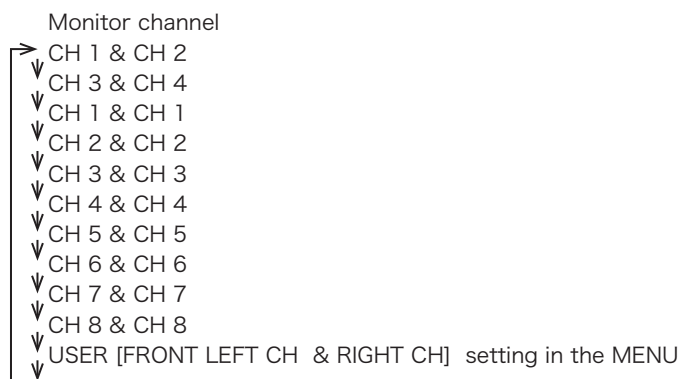 Monitor channel
CH 1 & CH 2
CH 3 & CH 4
CH 1 & CH 1
CH 2 & CH 2
CH 3 & CH 3
CH 4 & CH 4
CH 5 & CH 5
CH 6 & CH 6
CH 7 & CH 7
CH 8 & CH 8
USER [FRONT LEFT CH & RIGHT CH] setting in the MENU